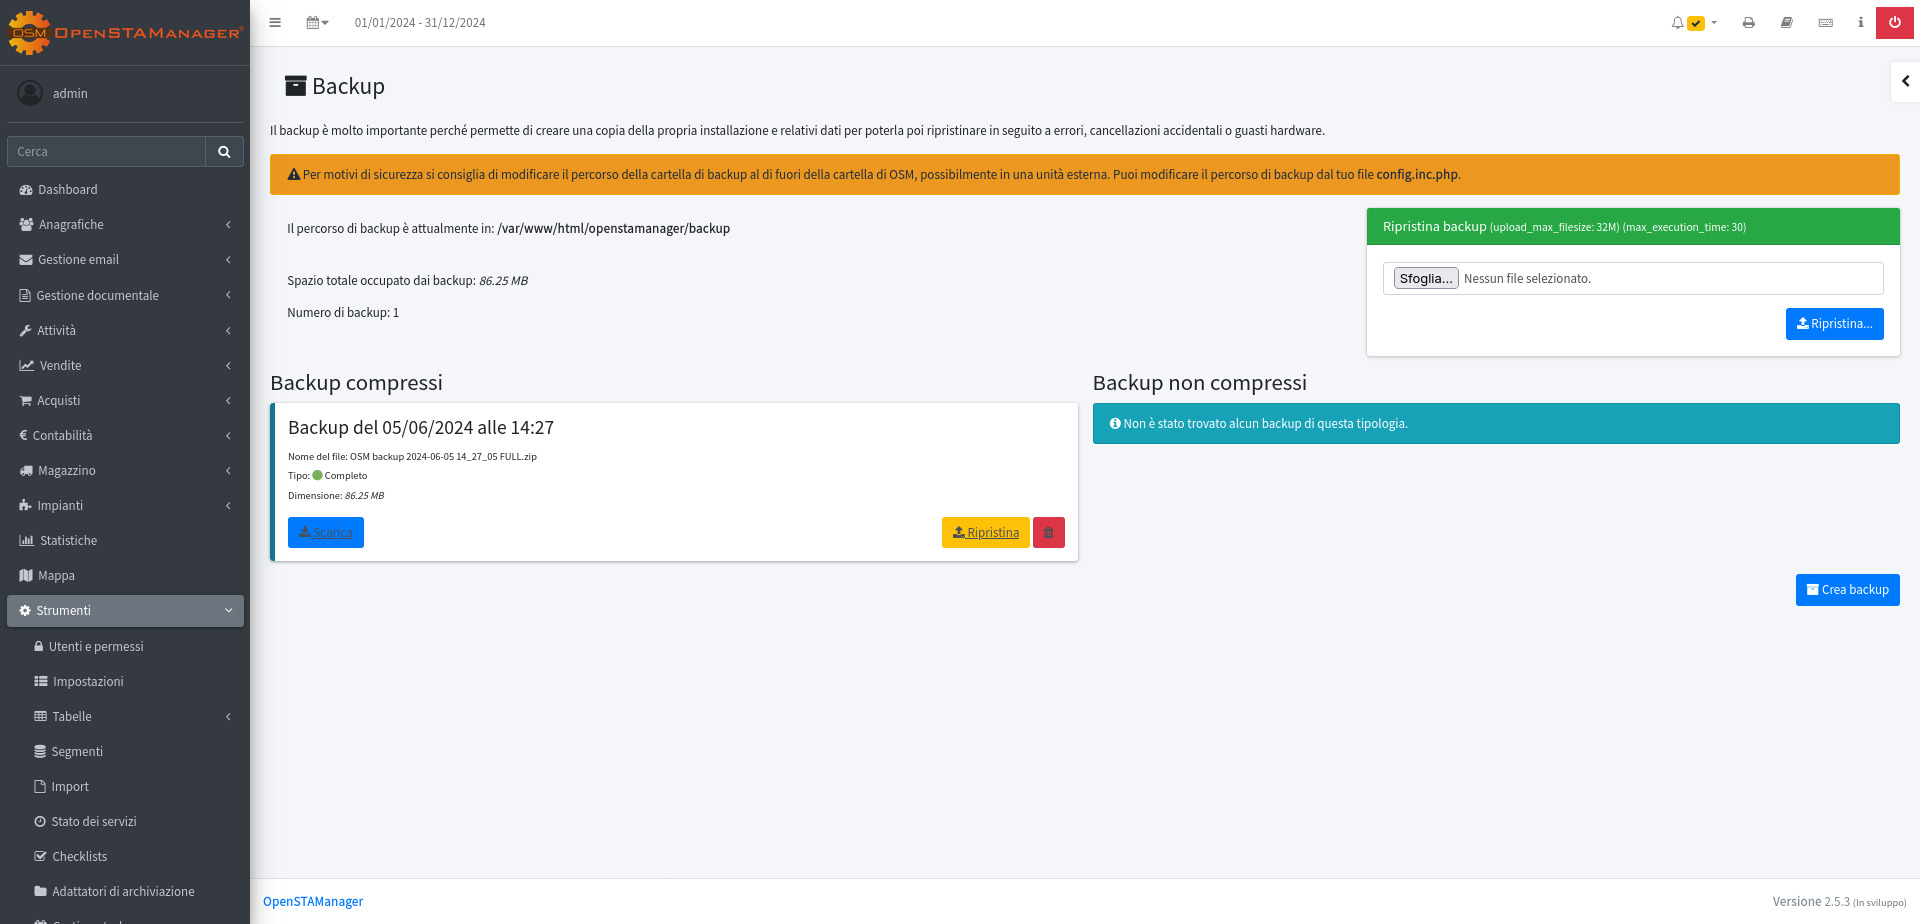 OSM OPENSTAMANAGER
01/01/2024 - 31/12/2024
admin
Cerca
Dashboard
Anagrafiche
Gestione email
Gestione documentale
Attività
Vendite
Acquisti
Contabilità
Magazzino
Impianti
Statistiche
Mappa
Strumenti
Utenti e permessi
Impostazioni
Tabelle
Segmenti
Import
Stato dei servizi
Checklists
Adattatori di archiviazione
Backup
Il backup è molto importante perché permette di creare una copia della propria installazione e relativi dati per poterla poi ripristinare in seguito a errori, cancellazioni accidentali o guasti hardware.
Per motivi di sicurezza si consiglia di modificare il percorso della cartella di backup al di fuori della cartella di OSM, possibilmente in una unità esterna. Puoi modificare il percorso di backup dal tuo file config.inc.php.
Il percorso di backup è attualmente in: /var/www/html/openstamanager/backup
Spazio totale occupato dai backup: 86.25 MB
Numero di backup: 1
Ripristina backup (upload_max_filesize: 32M) (max_execution_time: 30)
Sfoglia... Nessun file selezionato.
Ripristina...
Backup compressi
Backup del 05/06/2024 alle 14:27
Nome del file: OSM backup 2024-06-05 14_27_05 FULL.zip
Tipo: Completo
Dimensione: 86.25 MB
Scarica
Ripristina
Backup non compressi
Non è stato trovato alcun backup di questa tipologia.
Crea backup
OpenSTAManager
Versione 2.5.3 (In sviluppo)